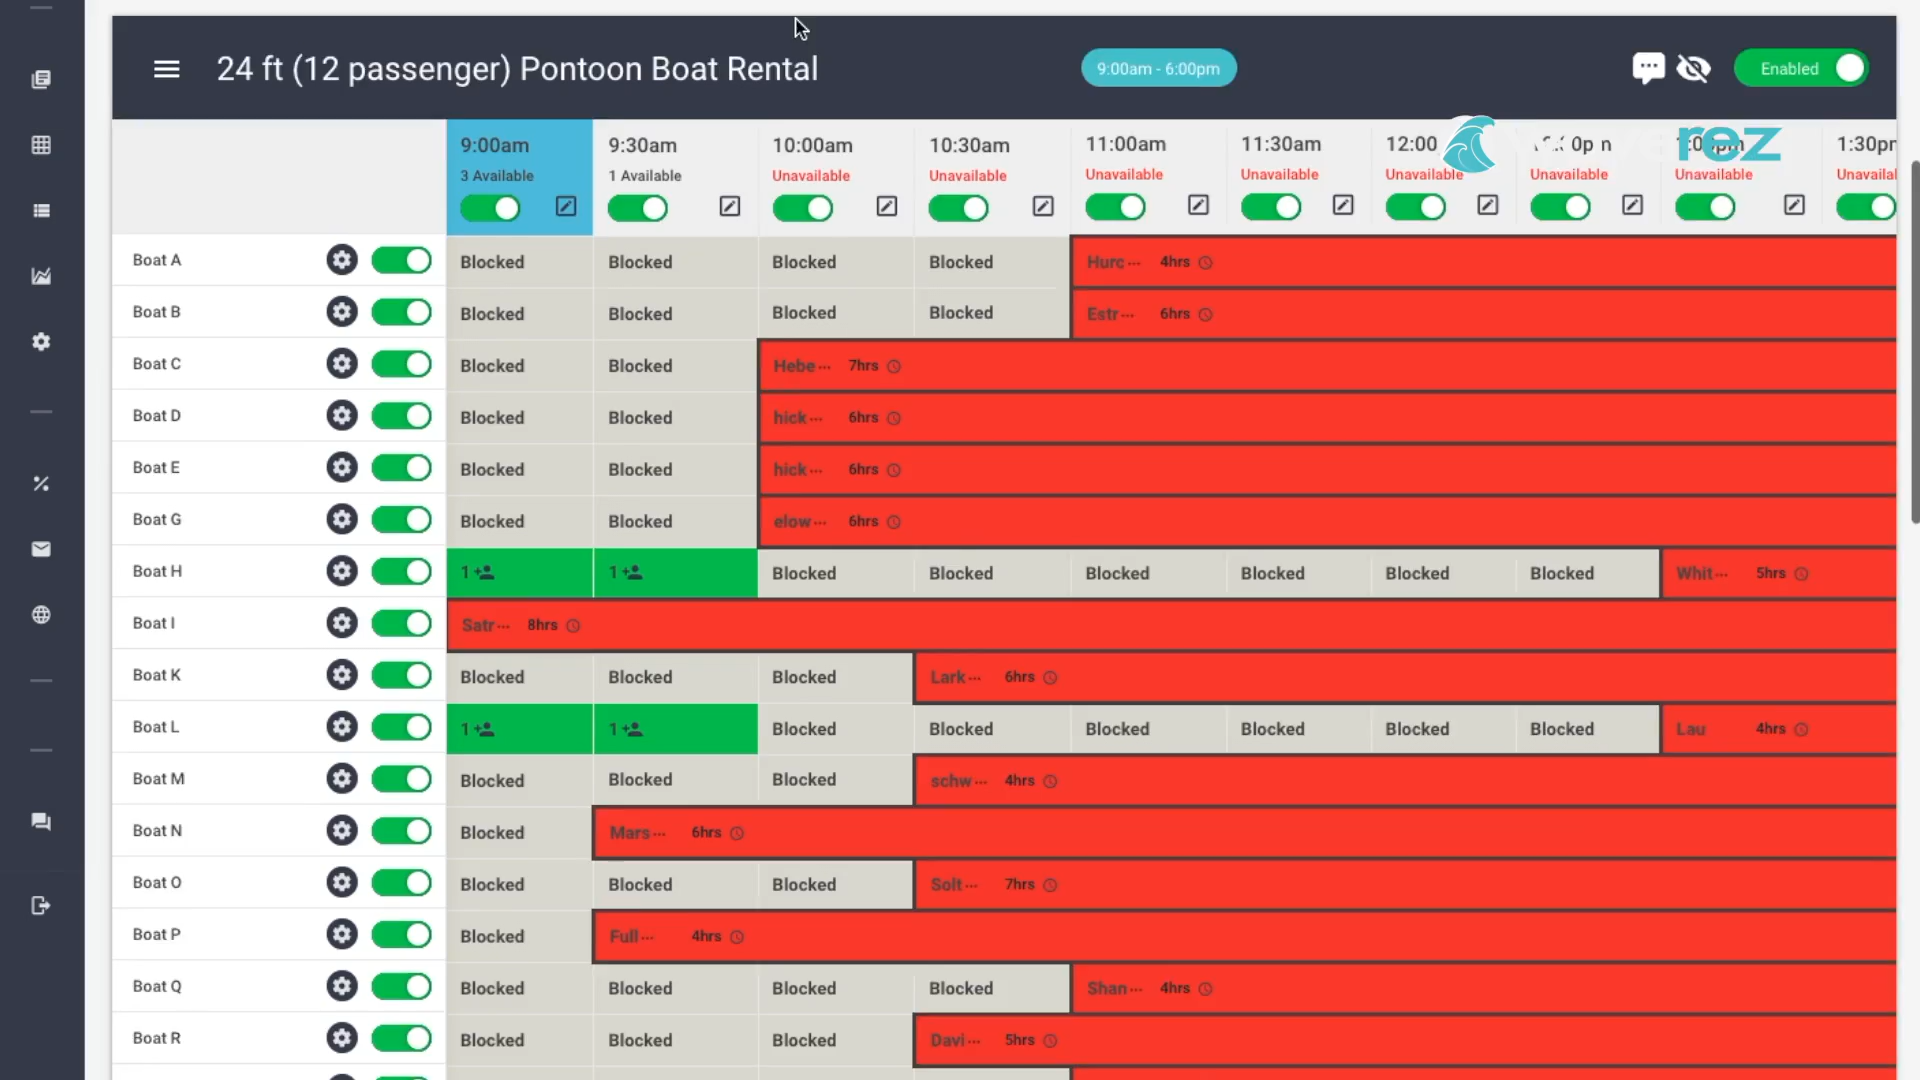 24 ft (12 passenger) Pontoon Boat Rental 9:00am - 6:00pm Enabled
9:00am 9:30am 10:00am 10:30am 11:00am 11:30am 12:00 rez 1:30pm
3 Available 1 Available Unavailable Unavailable Unavailable Unavailable Unavailable Unavailable Unavailable
Boat A Blocked Blocked Blocked Blocked Hurc... 4hrs
Boat B Blocked Blocked Blocked Blocked Estr... 6hrs
Boat C Blocked Blocked Hebe... 7hrs
Boat D Blocked Blocked hick... 6hrs
Boat E Blocked Blocked hick... 6hrs
Boat G Blocked Blocked elow... 6hrs
Boat H 1 1 Blocked Blocked Blocked Blocked Blocked Blocked Whit... 5hrs
Boat I Satr... 8hrs
Boat K Blocked Blocked Blocked Lark... 6hrs
Boat L 1 1 Blocked Blocked Blocked Blocked Blocked Blocked Lau 4hrs
Boat M Blocked Blocked Blocked schw... 4hrs
Boat N Blocked Mars... 6hrs
Boat O Blocked Blocked Blocked Solt... 7hrs
Boat P Blocked Full... 4hrs
Boat Q Blocked Blocked Blocked Blocked Shan... 4hrs
Boat R Blocked Blocked Blocked Davi... 5hrs